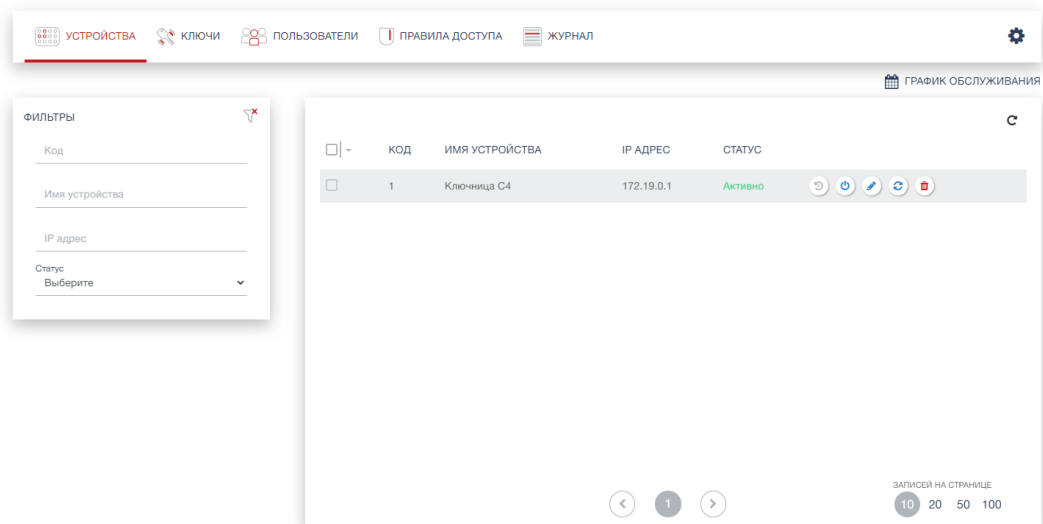 УСТРОЙСТВА КЛЮЧИ ПОЛЬЗОВАТЕЛИ ПРАВИЛА ДОСТУПА ЖУРНАЛ
ГРАФИК ОБСЛУЖИВАНИЯ
ФИЛЬТРЫ
Код
Имя устройства
IP адрес
Статус
Выберите
КОД ИМЯ УСТРОЙСТВА IP АДРЕС СТАТУС
1 Ключница С4 172.19.0.1 Активно
1
ЗАПИСЕЙ НА СТРАНИЦЕ
10 20 50 100